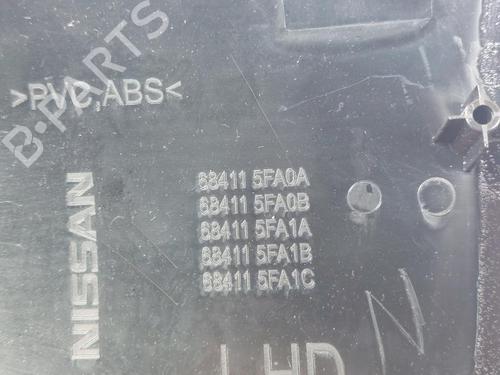 >PVC,ABS<
B-PARTS
NISSAN
68411 5FA0A
68411 5FA0B
68411 5FA1A
68411 5FA1B
68411 5FA1C
LHD
N